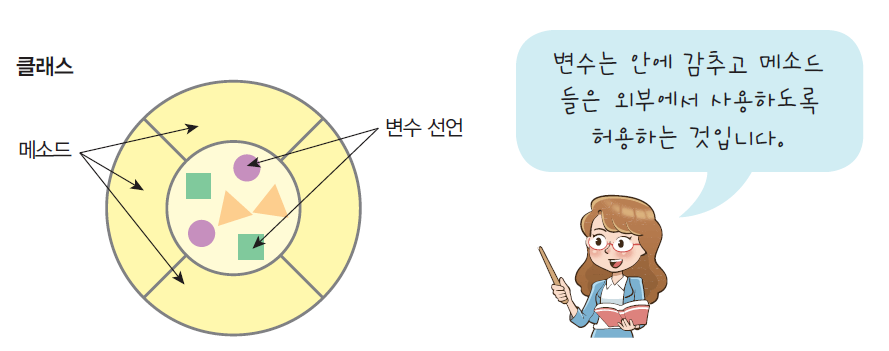 클래스
메소드
변수 선언
변수는 안에 감추고 메소드
들은 외부에서 사용하도록
허용하는 것입니다.